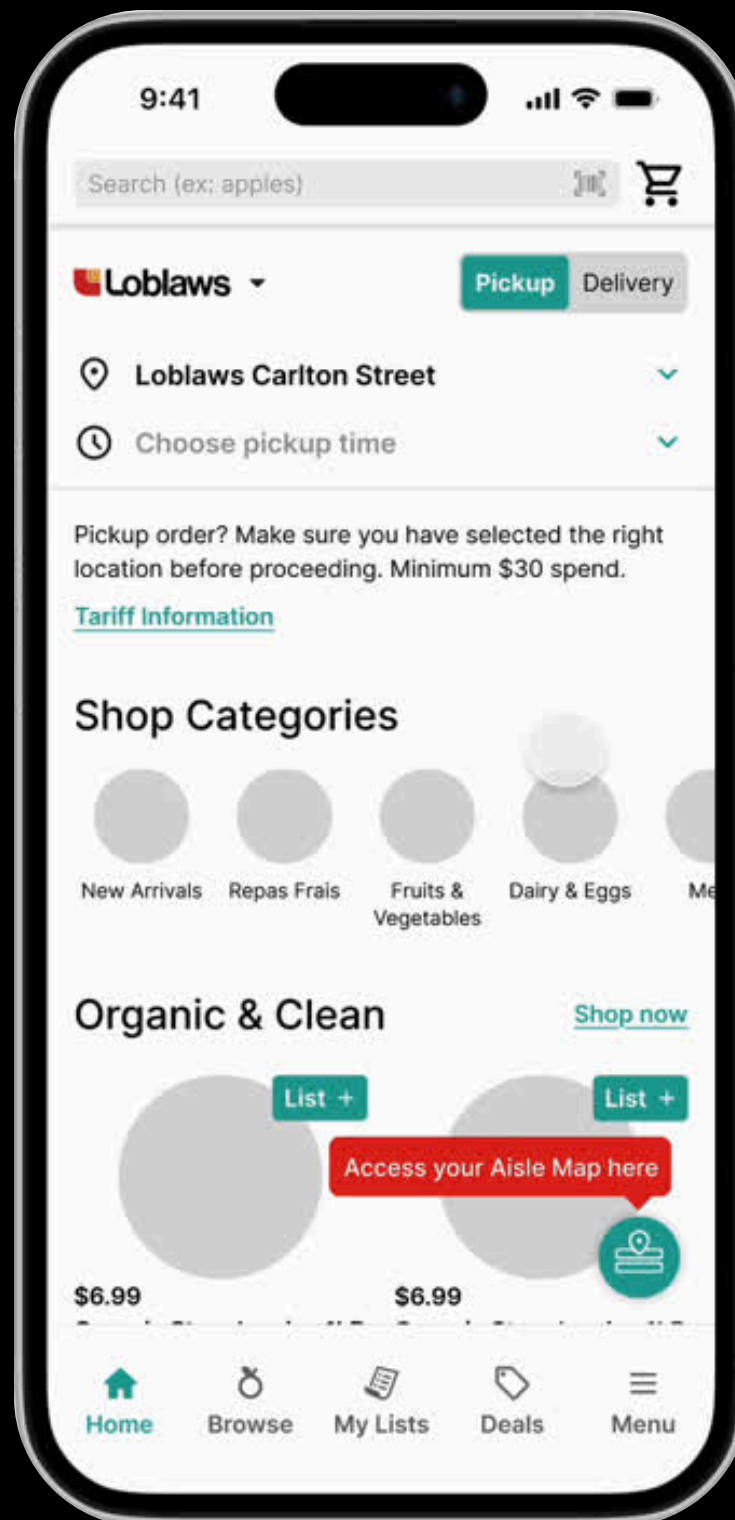 9:41
Search (ex: apples)
Loblaws
Pickup Delivery
Loblaws Carlton Street
Choose pickup time
Pickup order? Make sure you have selected the right
location before proceeding. Minimum $30 spend.
Tariff Information
Shop Categories
New Arrivals Repas Frais Fruits & Dairy & Eggs Me
Vegetables
Organic & Clean Shop now
List + List +
Access your Aisle Map here
$6.99 $6.99
Home Browse My Lists Deals Menu